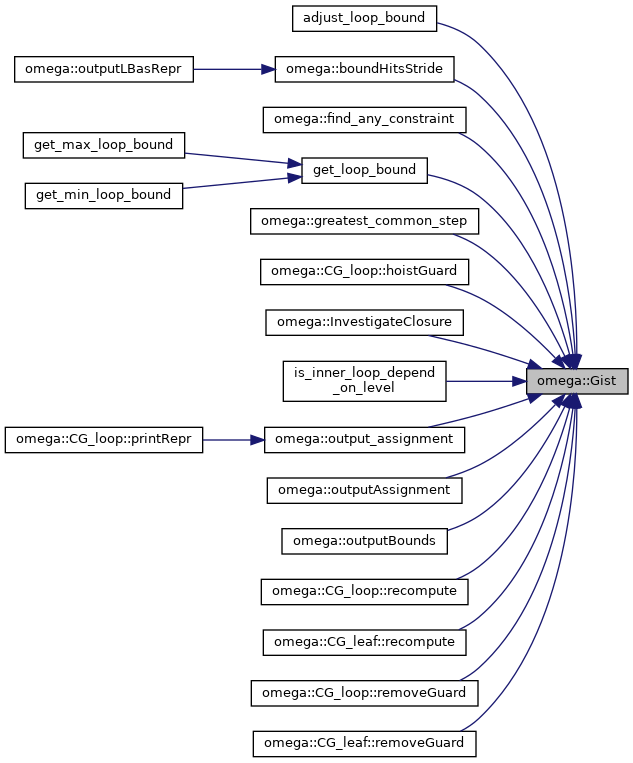 adjust_loop_bound
omega::outputLBasRepr
omega::boundHitsStride
omega::find_any_constraint
get_max_loop_bound
get_loop_bound
get_min_loop_bound
omega::greatest_common_step
omega::CG_loop::hoistGuard
omega::InvestigateClosure
is_inner_loop_depend
_on_level
omega::Gist
omega::CG_loop::printRepr
omega::output_assignment
omega::outputAssignment
omega::outputBounds
omega::CG_loop::recompute
omega::CG_leaf::recompute
omega::CG_loop::removeGuard
omega::CG_leaf::removeGuard